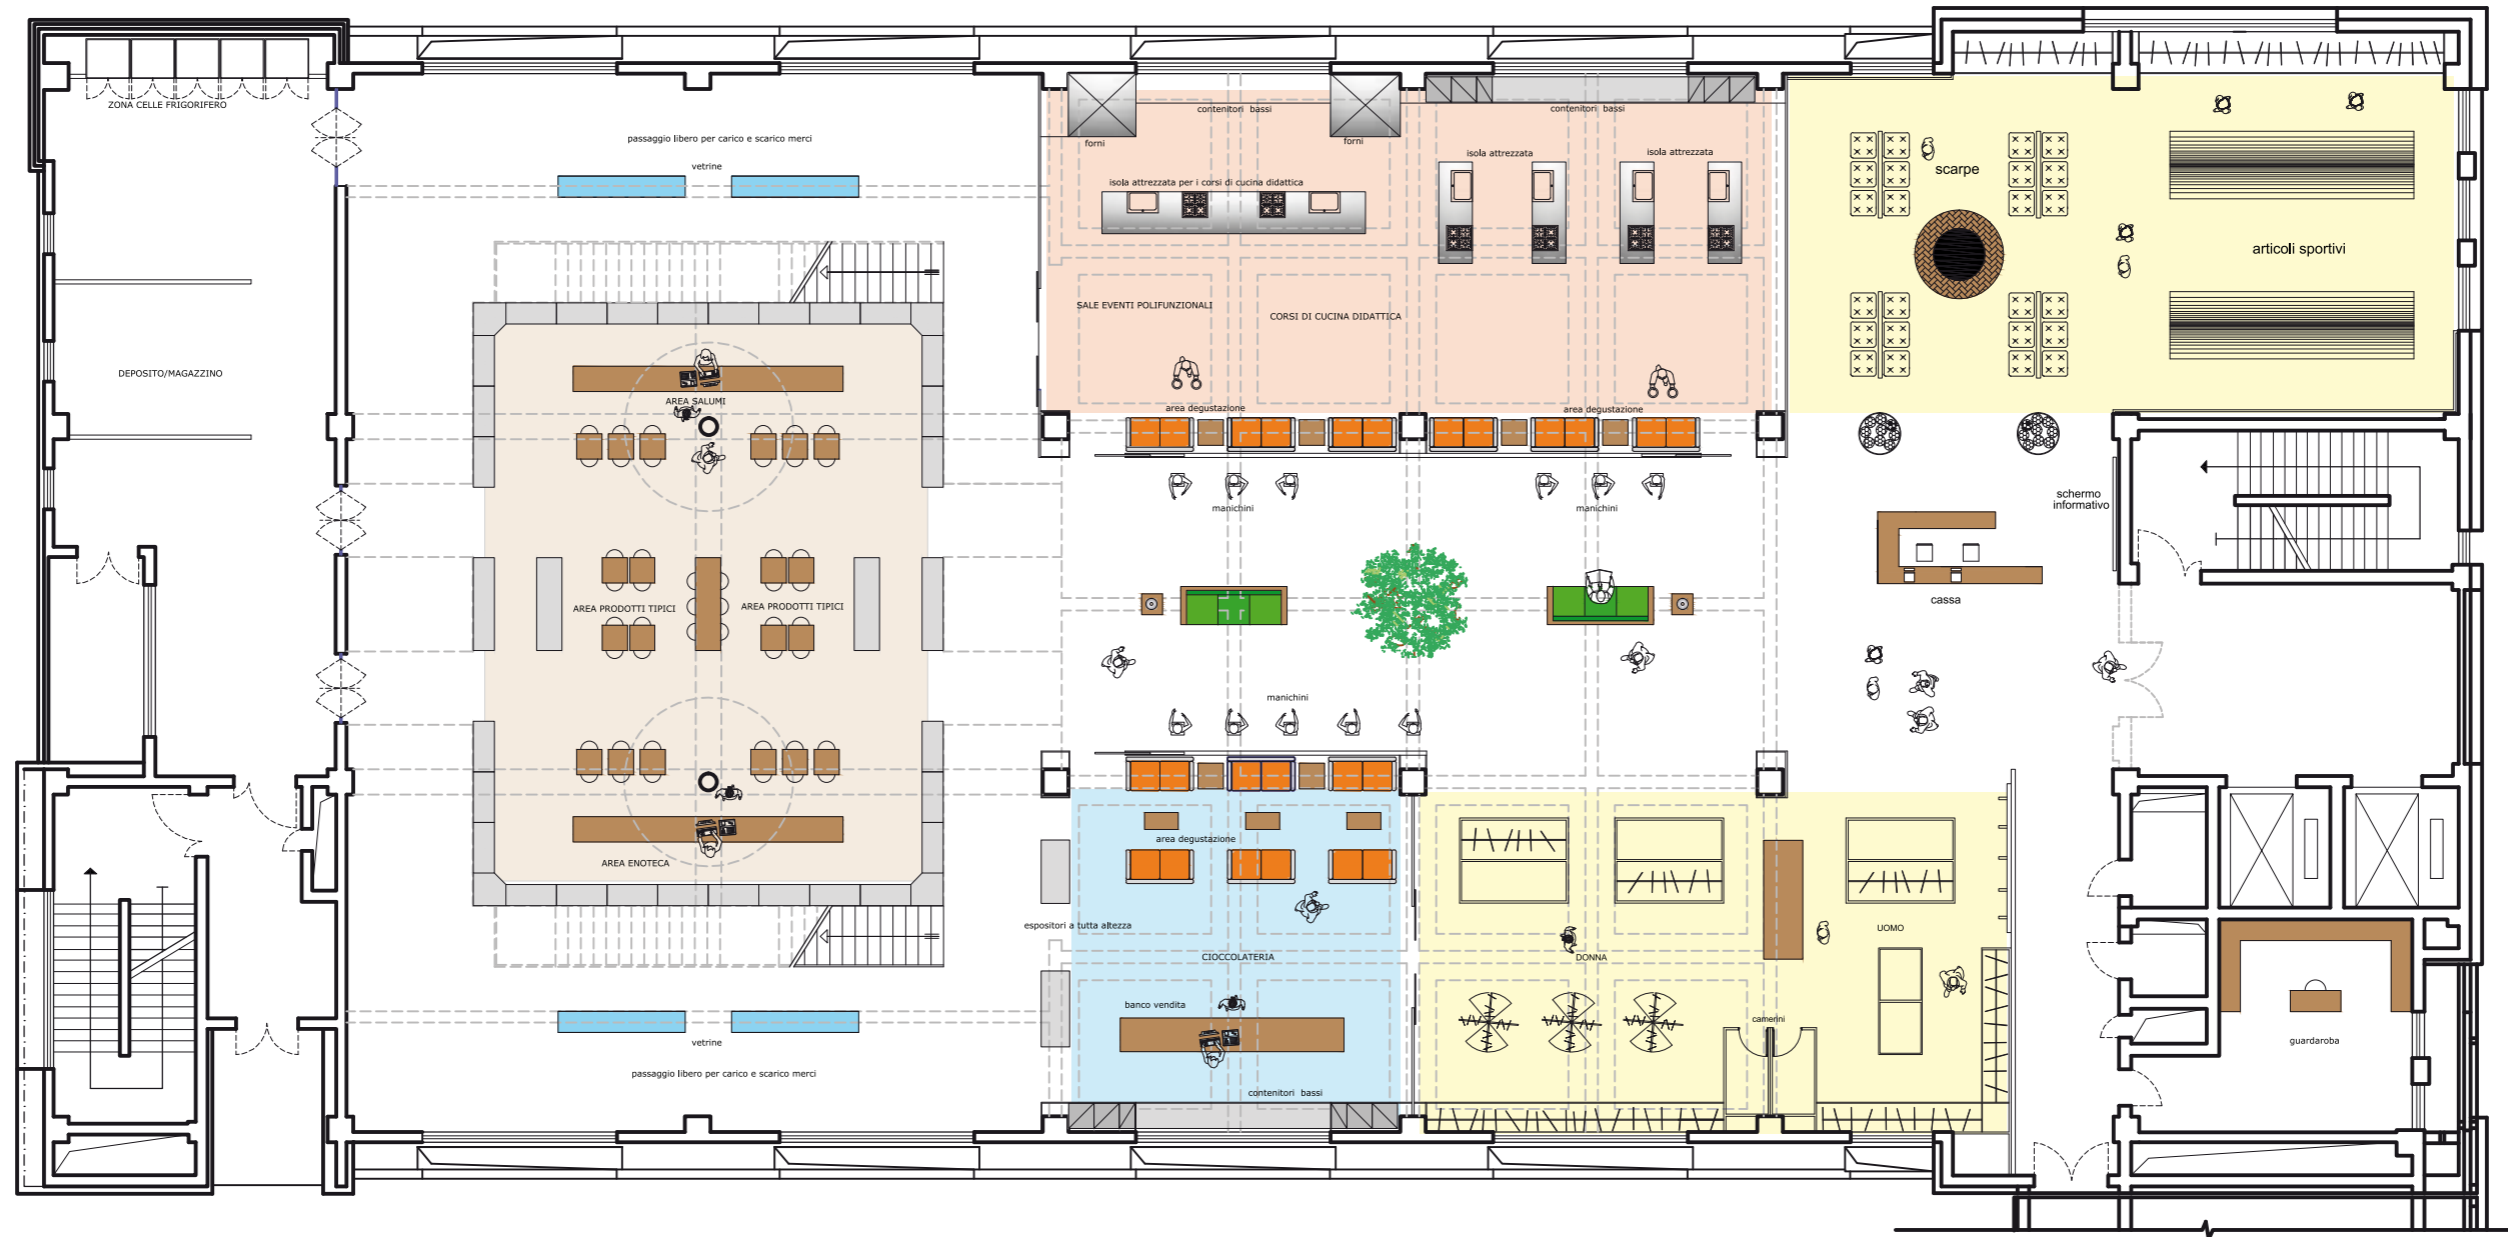 ZONA CELLE FRIGORIFERO
passaggio libero per carico e scarico merci
vetrine
contenitori bassi
contenitori bassi
forni
forni
isola attrezzata
isola attrezzata
isola attrezzata per i corsi di cucina didattica
scarpe
articoli sportivi
SALE EVENTI POLIFUNZIONALI
CORSI DI CUCINA DIDATTICA
DEPOSITO/MAGAZZINO
AREA SALUMI
area degustazione
area degustazione
manichini
manichini
schermo
informativo
cassa
AREA PRODOTTI TIPICI
AREA PRODOTTI TIPICI
manichini
area degustazione
AREA ENOTECA
espositori a tutta altezza
CIOCCOLATERIA
DONNA
UOMO
banco vendita
camerini
vetrine
guardaroba
passaggio libero per carico e scarico merci
contenitori bassi